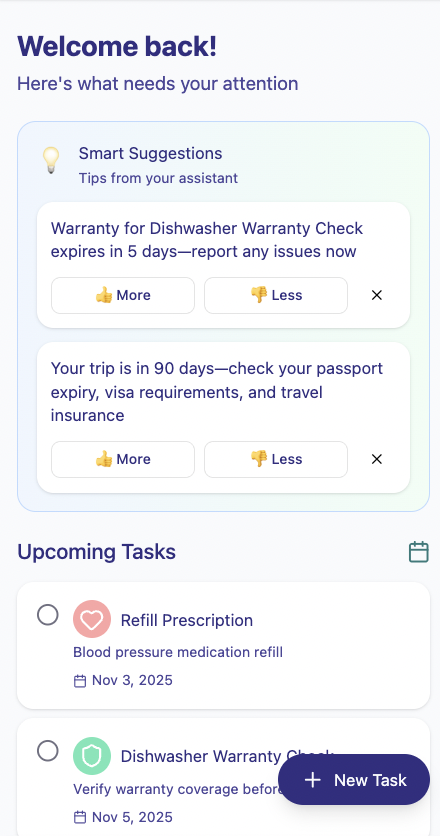 Welcome back!
Here's what needs your attention
Smart Suggestions
Tips from your assistant
Warranty for Dishwasher Warranty Check
expires in 5 days—report any issues now
👍 More
👎 Less
×
Your trip is in 90 days—check your passport
expiry, visa requirements, and travel
insurance
👍 More
👎 Less
×
Upcoming Tasks
Refill Prescription
Blood pressure medication refill
Nov 3, 2025
Dishwasher Warranty Check
Verify warranty coverage before
+ New Task
Nov 5, 2025